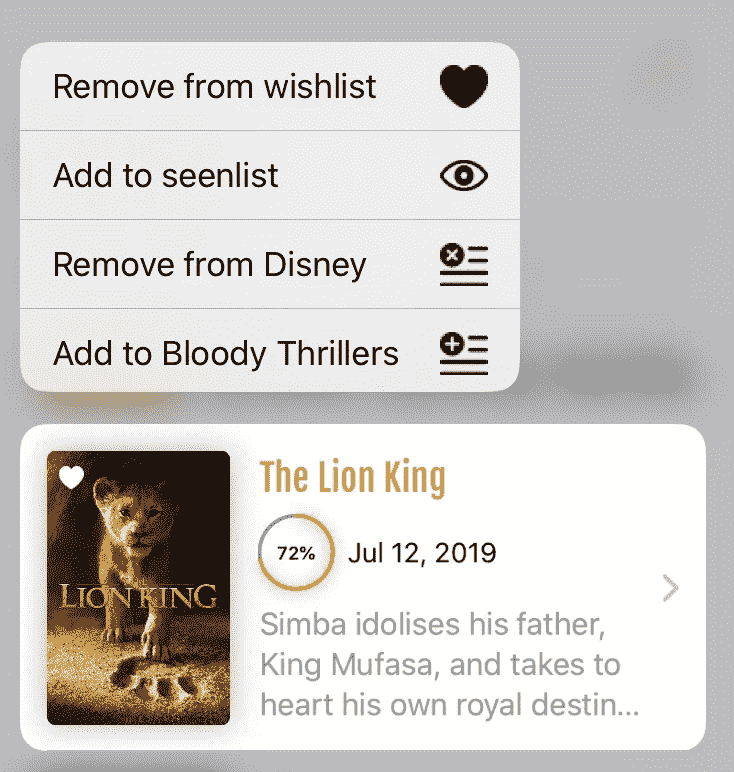 Remove from wishlist
Add to seenlist
Remove from Disney
Add to Bloody Thrillers
The Lion King
72%
Jul 12, 2019
LION KING
Simba idolises his father,
King Mufasa, and takes to
heart his own royal destin...